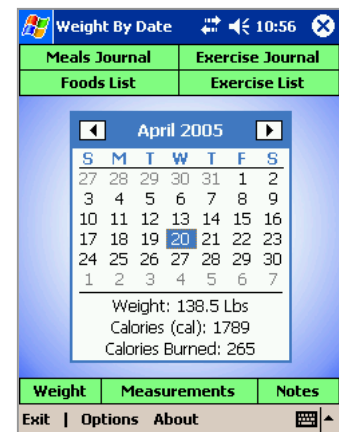 Weight By Date 10:56
Meals Journal Exercise Journal
Foods List Exercise List
April 2005
S M T W T F S
27 28 29 30 31 1 2
3 4 5 6 7 8 9
10 11 12 13 14 15 16
17 18 19 20 21 22 23
24 25 26 27 28 29 30
1 2 3 4 5 6 7
Weight: 138.5 Lbs
Calories (cal): 1789
Calories Burned: 265
Weight Measurements Notes
Exit | Options About